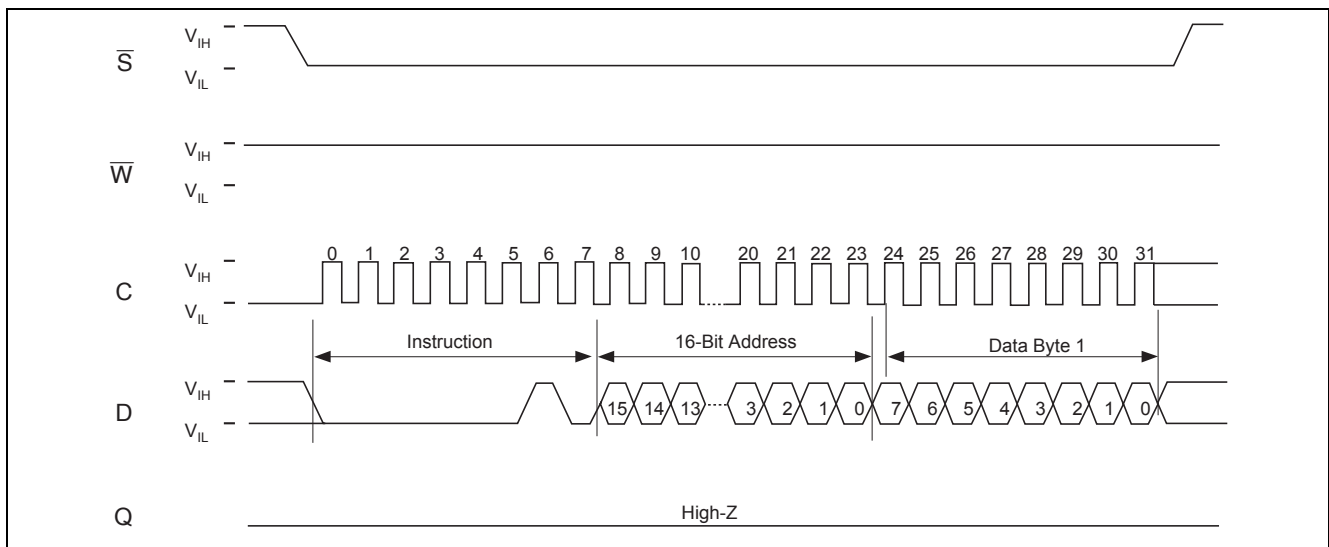 S̅ V_IH
V_IL
W̅ V_IH
V_IL
0 1 2 3 4 5 6 7 8 9 10 20 21 22 23 24 25 26 27 28 29 30 31
C V_IH
V_IL
Instruction 16-Bit Address Data Byte 1
D V_IH
15 14 13 3 2 1 0 7 6 5 4 3 2 1 0
V_IL
High-Z
Q